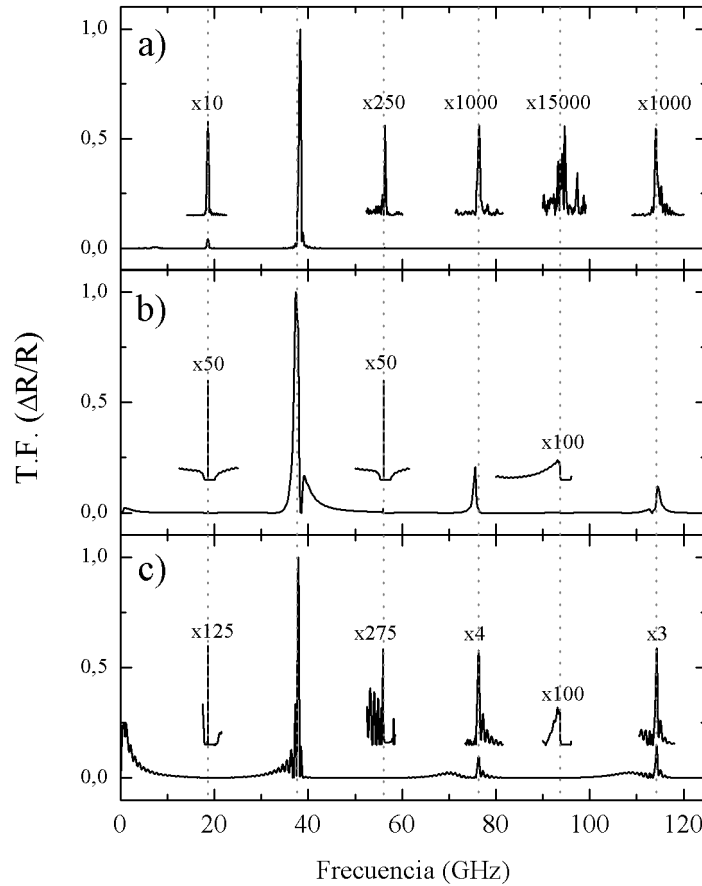 T.F. (ΔR/R)
a)
1,0
0,5
0,0
x10
x250
x1000
x15000
x1000
b)
1,0
0,5
0,0
x50
x50
x100
c)
1,0
0,5
0,0
x125
x275
x4
x100
x3
0 20 40 60 80 100 120
Frecuencia (GHz)